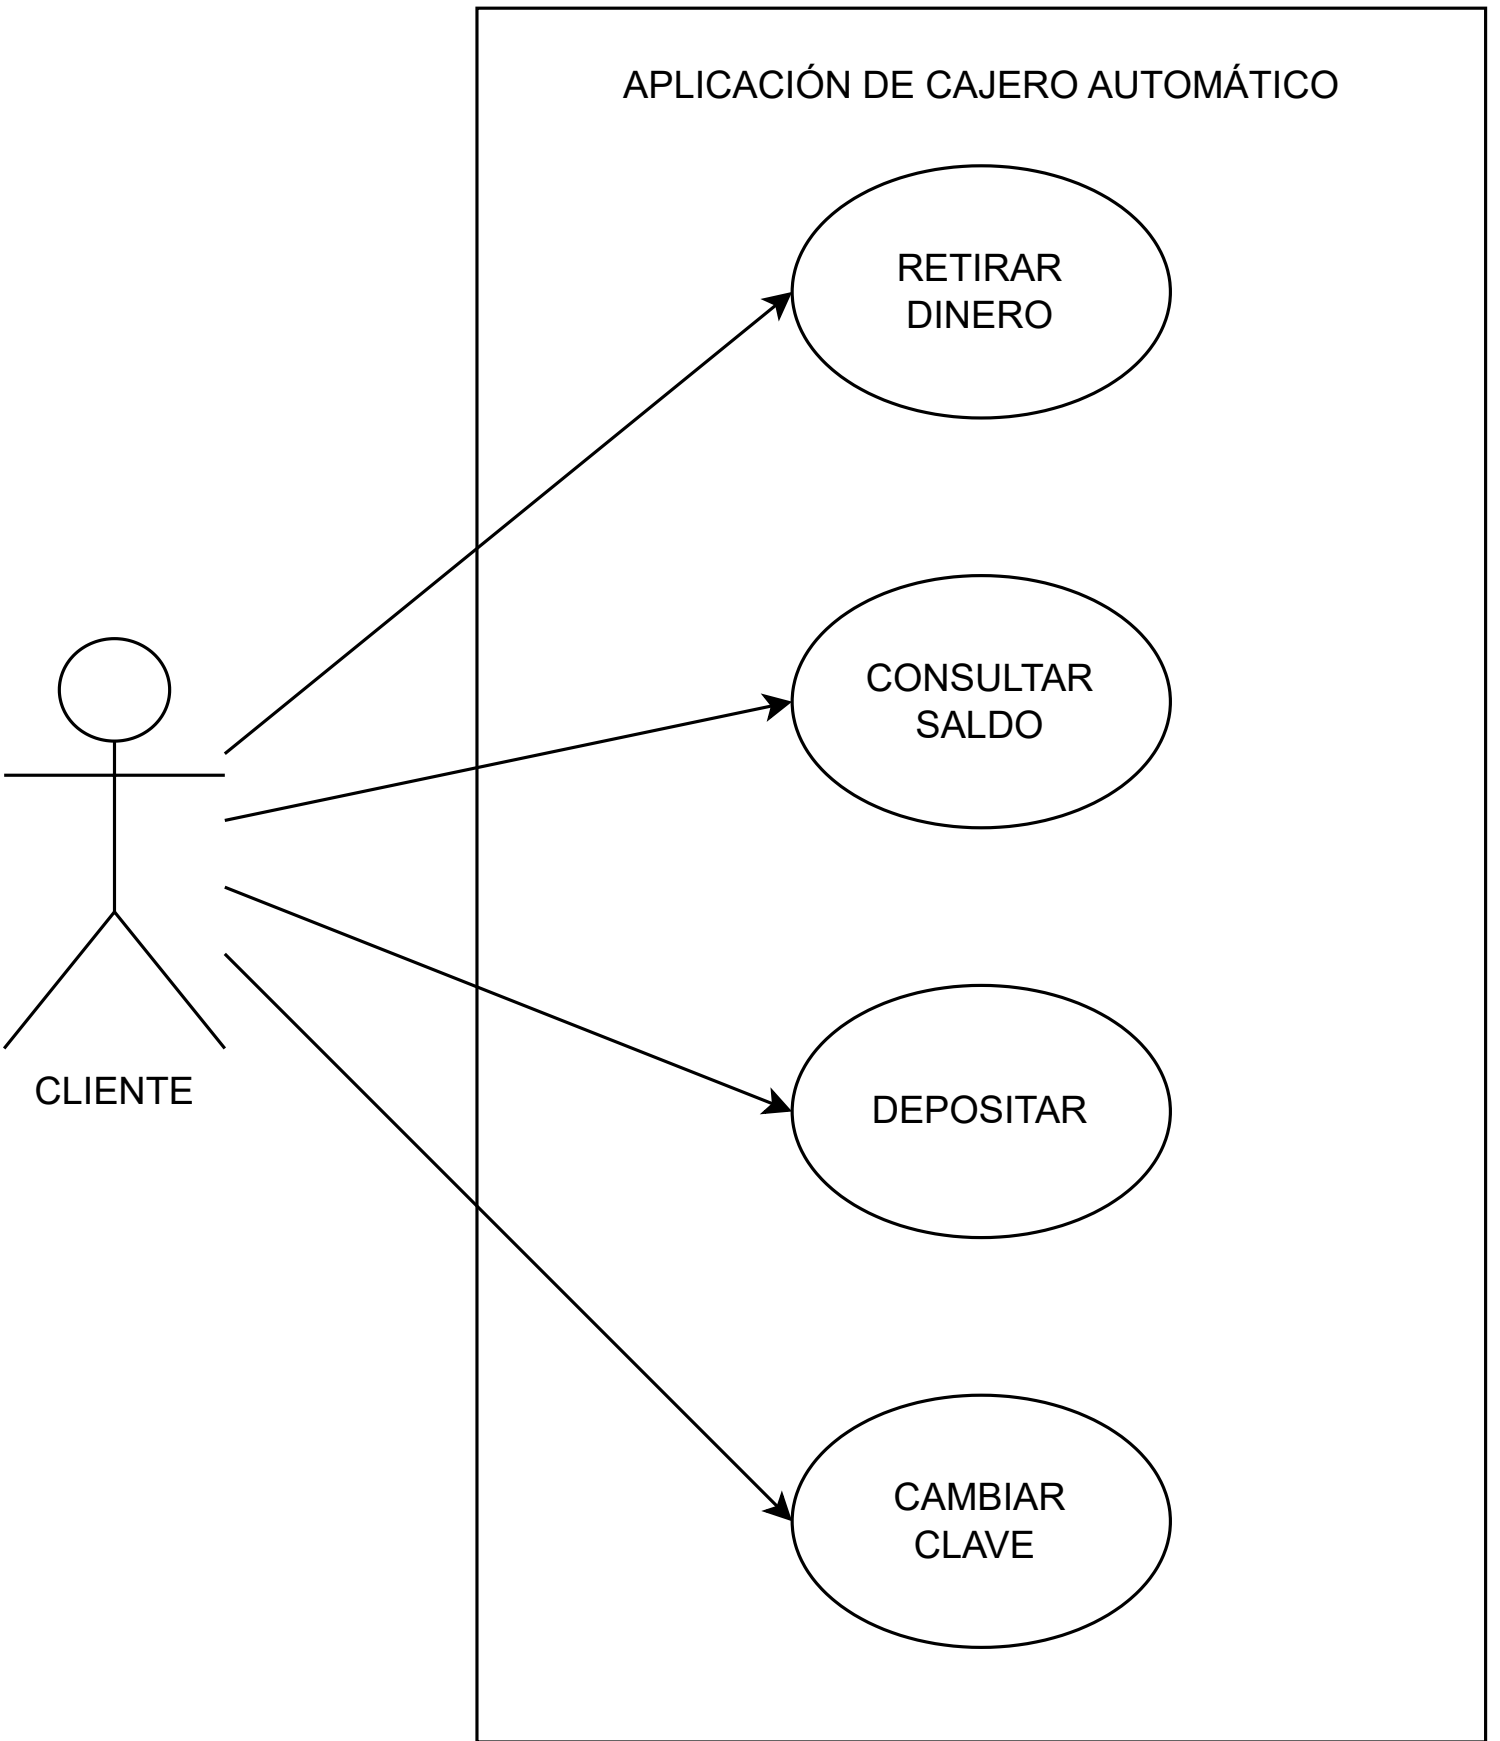 APLICACIÓN DE CAJERO AUTOMÁTICO
RETIRAR
DINERO
CONSULTAR
SALDO
CLIENTE
DEPOSITAR
CAMBIAR
CLAVE